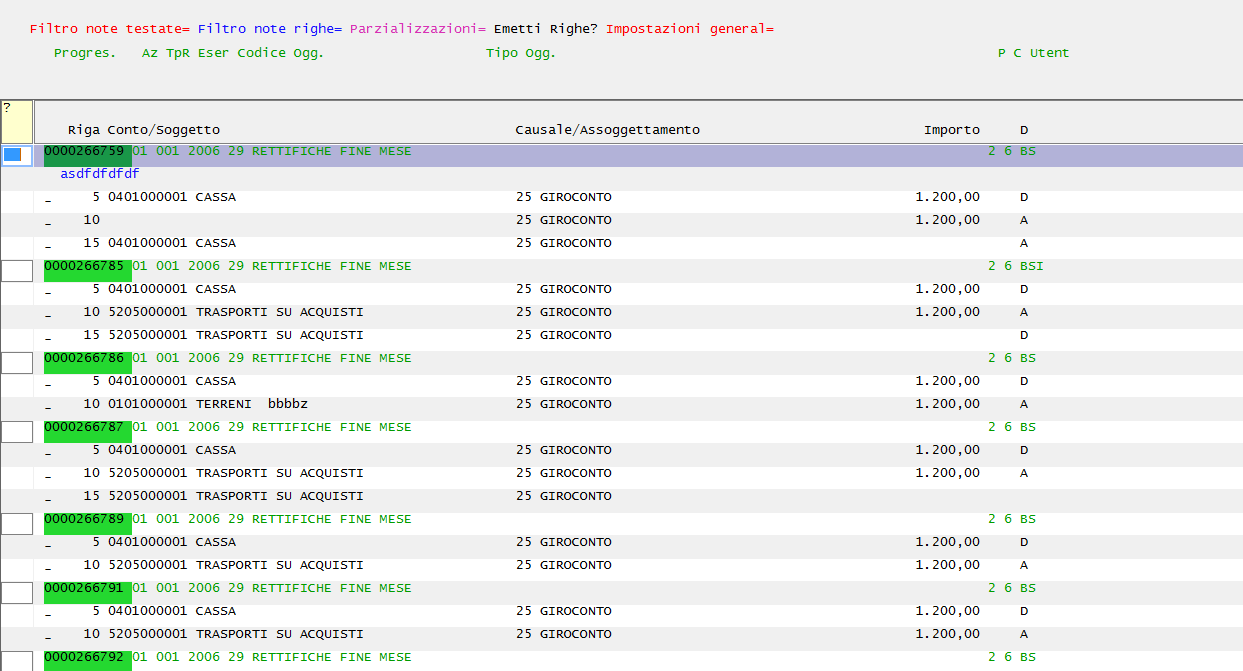 Filtro note testate= Filtro note righe= Parzializzazioni= Emetti Righe? Impostazioni general=
Progres. Az TpR Eser Codice Ogg. Tipo Ogg. P C Utent
?
Riga Conto/Soggetto Causale/Assoggettamento Importo D
0000266759 01 001 2006 29 RETTIFICHE FINE MESE 2 6 BS
asdfdfdfdf
_ 5 0401000001 CASSA 25 GIROCONTO 1.200,00 D
_ 10 25 GIROCONTO 1.200,00 A
_ 15 0401000001 CASSA 25 GIROCONTO A
0000266785 01 001 2006 29 RETTIFICHE FINE MESE 2 6 BSI
_ 5 0401000001 CASSA 25 GIROCONTO 1.200,00 D
_ 10 5205000001 TRASPORTI SU ACQUISTI 25 GIROCONTO 1.200,00 A
_ 15 5205000001 TRASPORTI SU ACQUISTI 25 GIROCONTO D
0000266786 01 001 2006 29 RETTIFICHE FINE MESE 2 6 BS
_ 5 0401000001 CASSA 25 GIROCONTO 1.200,00 D
_ 10 0101000001 TERRENI bbbbz 25 GIROCONTO 1.200,00 A
0000266787 01 001 2006 29 RETTIFICHE FINE MESE 2 6 BS
_ 5 0401000001 CASSA 25 GIROCONTO 1.200,00 D
_ 10 5205000001 TRASPORTI SU ACQUISTI 25 GIROCONTO 1.200,00 A
_ 15 5205000001 TRASPORTI SU ACQUISTI 25 GIROCONTO
0000266789 01 001 2006 29 RETTIFICHE FINE MESE 2 6 BS
_ 5 0401000001 CASSA 25 GIROCONTO 1.200,00 D
_ 10 5205000001 TRASPORTI SU ACQUISTI 25 GIROCONTO 1.200,00 A
0000266791 01 001 2006 29 RETTIFICHE FINE MESE 2 6 BS
_ 5 0401000001 CASSA 25 GIROCONTO 1.200,00 D
_ 10 5205000001 TRASPORTI SU ACQUISTI 25 GIROCONTO 1.200,00 A
0000266792 01 001 2006 29 RETTIFICHE FINE MESE 2 6 BS